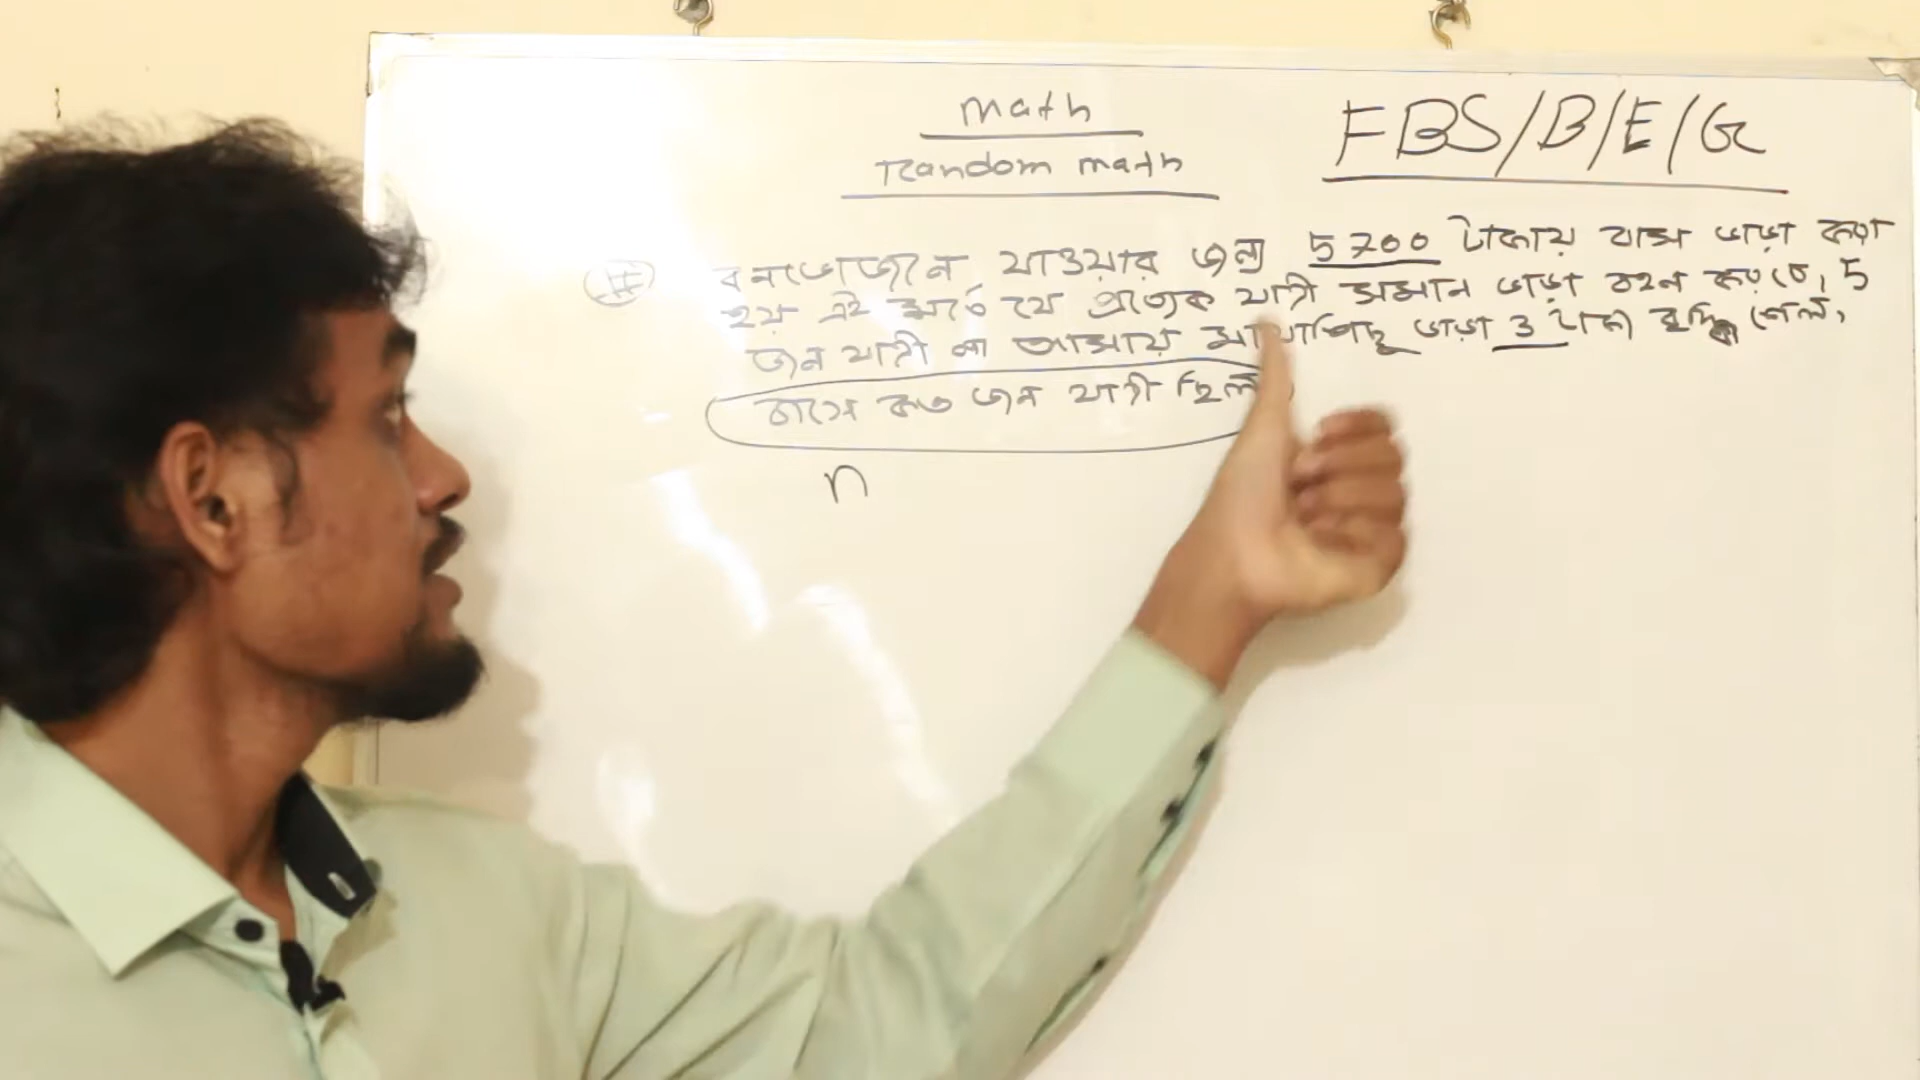 Math
Random math
FBS/B/E/G
# বনভোজনে যাওয়ার জন্য 5700 টাকায় বাস ভাড়া করা
হয় এই শর্তে যে প্রত্যেক যাত্রী সমান ভাড়া বহন করবে, 5
জন যাত্রী না আসায় মাথাপিছু ভাড়া 3 টাকা বৃদ্ধি পেল,
বাসে কত জন যাত্রী ছিল
n